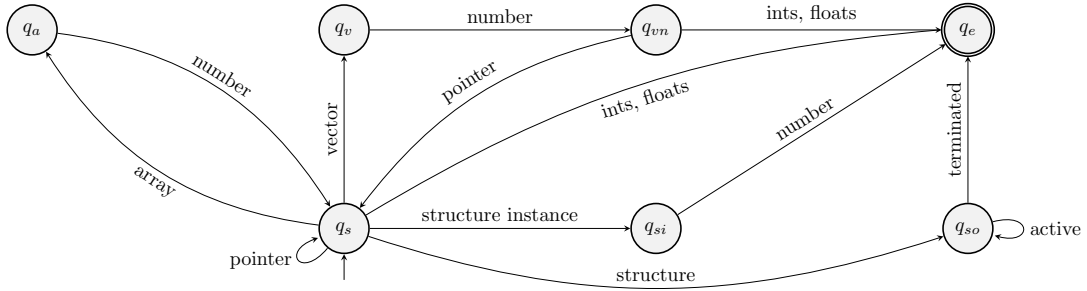 q_a
q_v
number
q_vn
ints, floats
q_e
number
pointer
ints, floats
number
vector
terminated
array
q_s
structure instance
q_si
q_so
active
pointer
structure